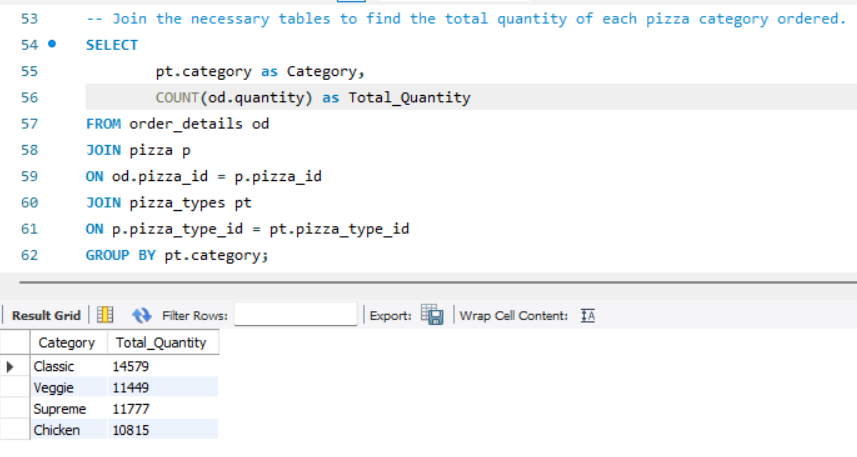 53 -- Join the necessary tables to find the total quantity of each pizza category ordered.
54 SELECT
55 pt.category as Category,
56 COUNT(od.quantity) as Total_Quantity
57 FROM order_details od
58 JOIN pizza p
59 ON od.pizza_id = p.pizza_id
60 JOIN pizza_types pt
61 ON p.pizza_type_id = pt.pizza_type_id
62 GROUP BY pt.category;
Result Grid Filter Rows: Export: Wrap Cell Content: IA
Category Total_Quantity
Classic 14579
Veggie 11449
Supreme 11777
Chicken 10815